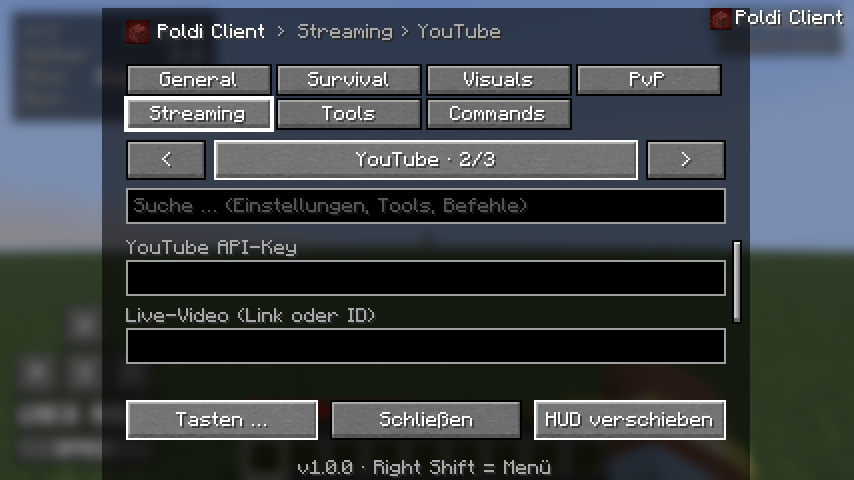 Poldi Client > Streaming > YouTube
Poldi Client
General Survival Visuals PvP
Streaming Tools Commands
< YouTube · 2/3 >
Suche ... (Einstellungen, Tools, Befehle)
YouTube API-Key
Live-Video (Link oder ID)
Tasten ... Schließen HUD verschieben
v1.0.0 · Right Shift = Menü